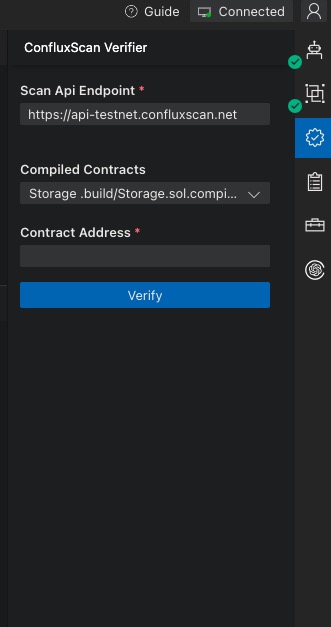 Guide
Connected
ConfluxScan Verifier
Scan Api Endpoint *
https://api-testnet.confluxscan.net
Compiled Contracts
Storage .build/Storage.sol.compi...
Contract Address *
Verify